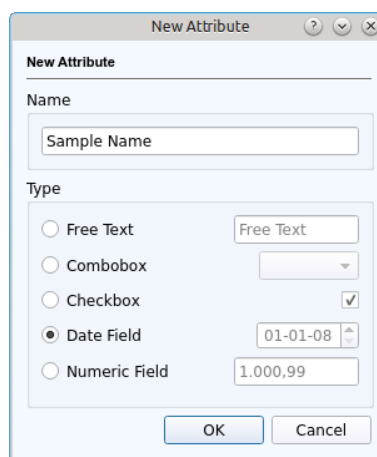 New Attribute
New Attribute
Name
Sample Name
Type
Free Text Free Text
Combobox
Checkbox
Date Field 01-01-08
Numeric Field 1.000,99
OK Cancel